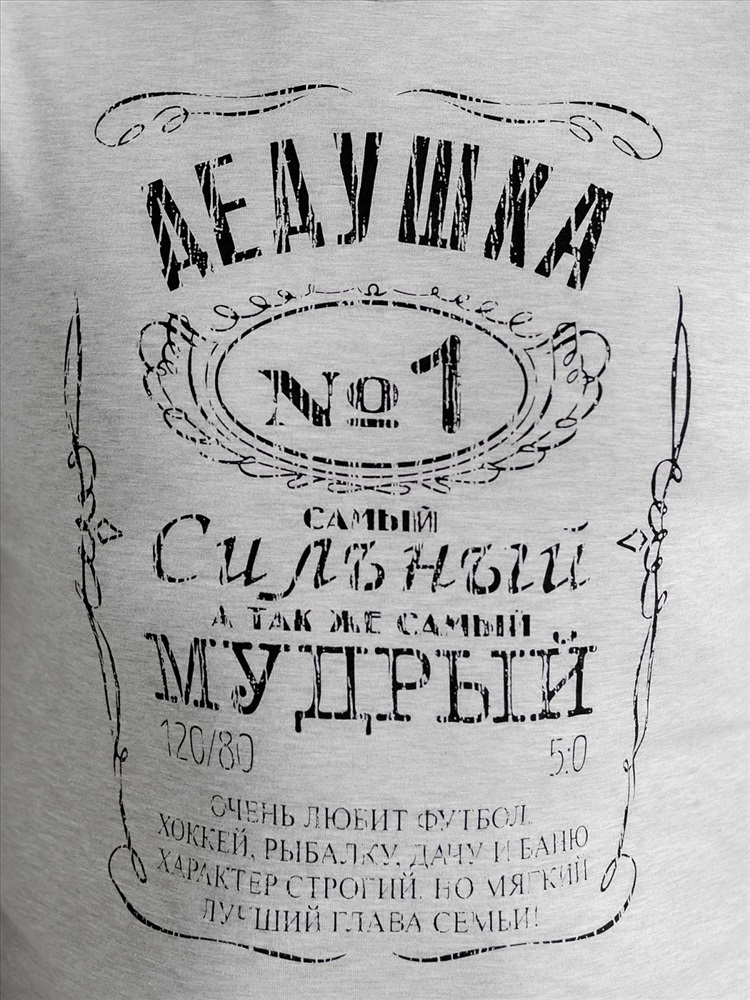 ДЕДУШКА
№1
САМЫЙ
Сильный
А ТАК ЖЕ САМЫЙ
МУДРЫЙ
120/80 5:0
ОЧЕНЬ ЛЮБИТ ФУТБОЛ,
ХОККЕЙ, РЫБАЛКУ, ДАЧУ И БАНЮ
ХАРАКТЕР СТРОГИЙ, НО МЯГКИЙ
ЛУЧШИЙ ГЛАВА СЕМЬИ!